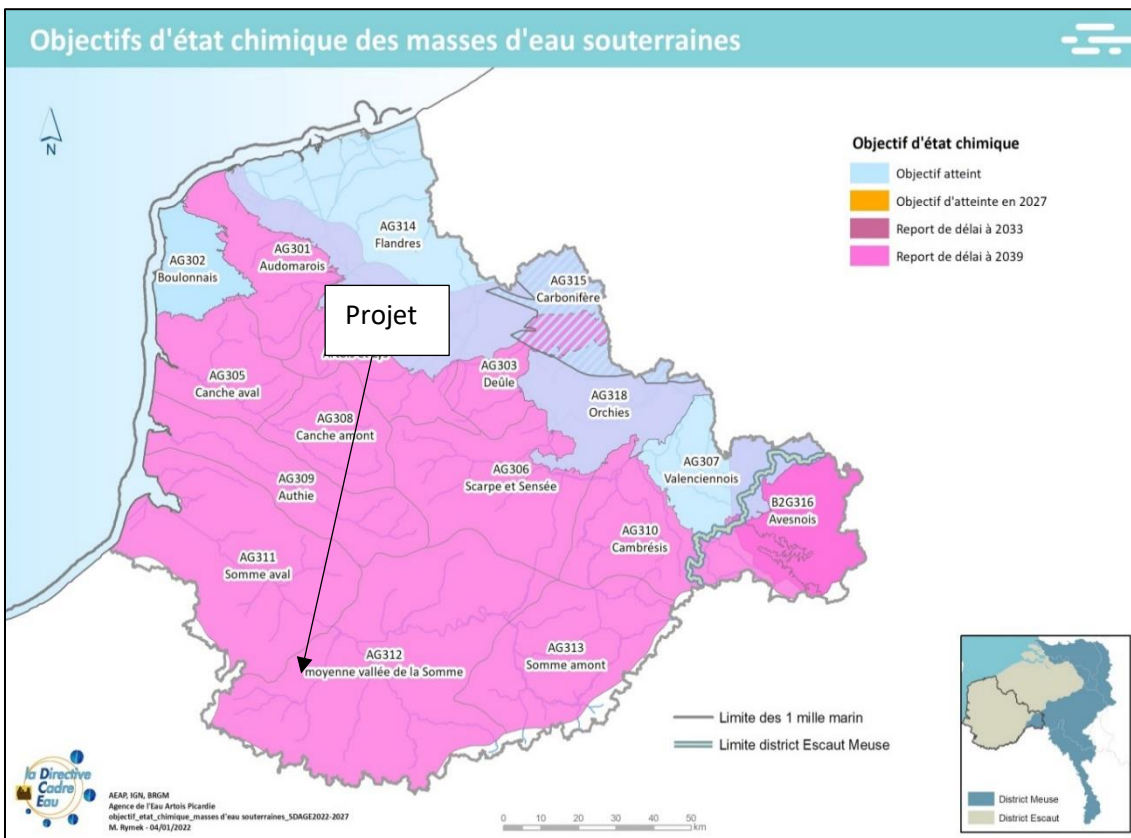 Objectifs d'état chimique des masses d'eau souterraines
N
Objectif d'état chimique
Objectif atteint
Objectif d'atteinte en 2027
Report de délai à 2033
Report de délai à 2039
AG314
Flandres
AG301
Audomarois
AG302
Boulonnais
AG315
Carbonifère
Projet
AG303
Deûle
AG305
Canche aval
AG318
Orchies
AG308
Canche amont
AG307
Valenciennois
AG306
Scarpe et Sensée
AG309
Authie
B2G316
Avesnois
AG310
Cambrésis
AG311
Somme aval
AG312
moyenne vallée de la Somme
AG313
Somme amont
Limite des 1 mille marin
Limite district Escaut Meuse
District Meuse
District Escaut
la Directive
Cadre
Eau
AEAP, IGN, BRGM
Agence de l'Eau Artois Picardie
objectif_etat_chimique_masses d'eau souterraines_SDAGE2022-2027
M. Rymek - 04/01/2022
0 10 20 30 40 50
km